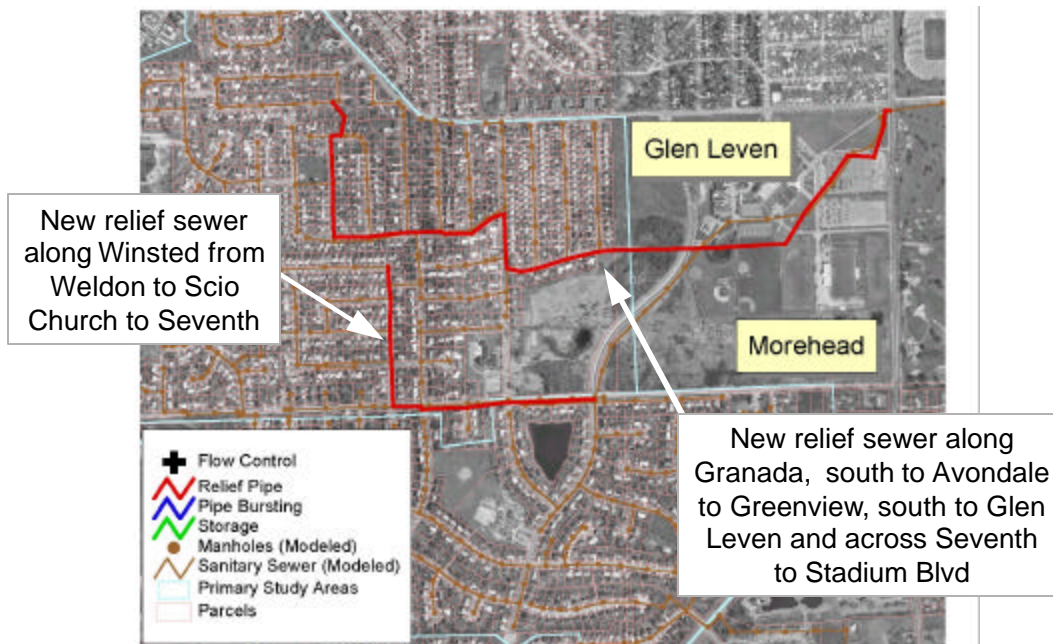 Glen Leven
New relief sewer
along Winsted from
Weldon to Scio
Church to Seventh
Morehead
New relief sewer along
Granada, south to Avondale
to Greenview, south to Glen
Leven and across Seventh
to Stadium Blvd
Flow Control
Relief Pipe
Pipe Bursting
Storage
Manholes (Modeled)
Sanitary Sewer (Modeled)
Primary Study Areas
Parcels